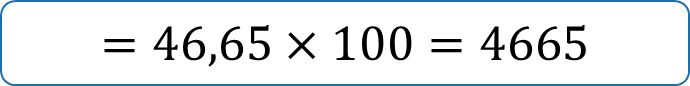 = 46,65 × 100 = 4665